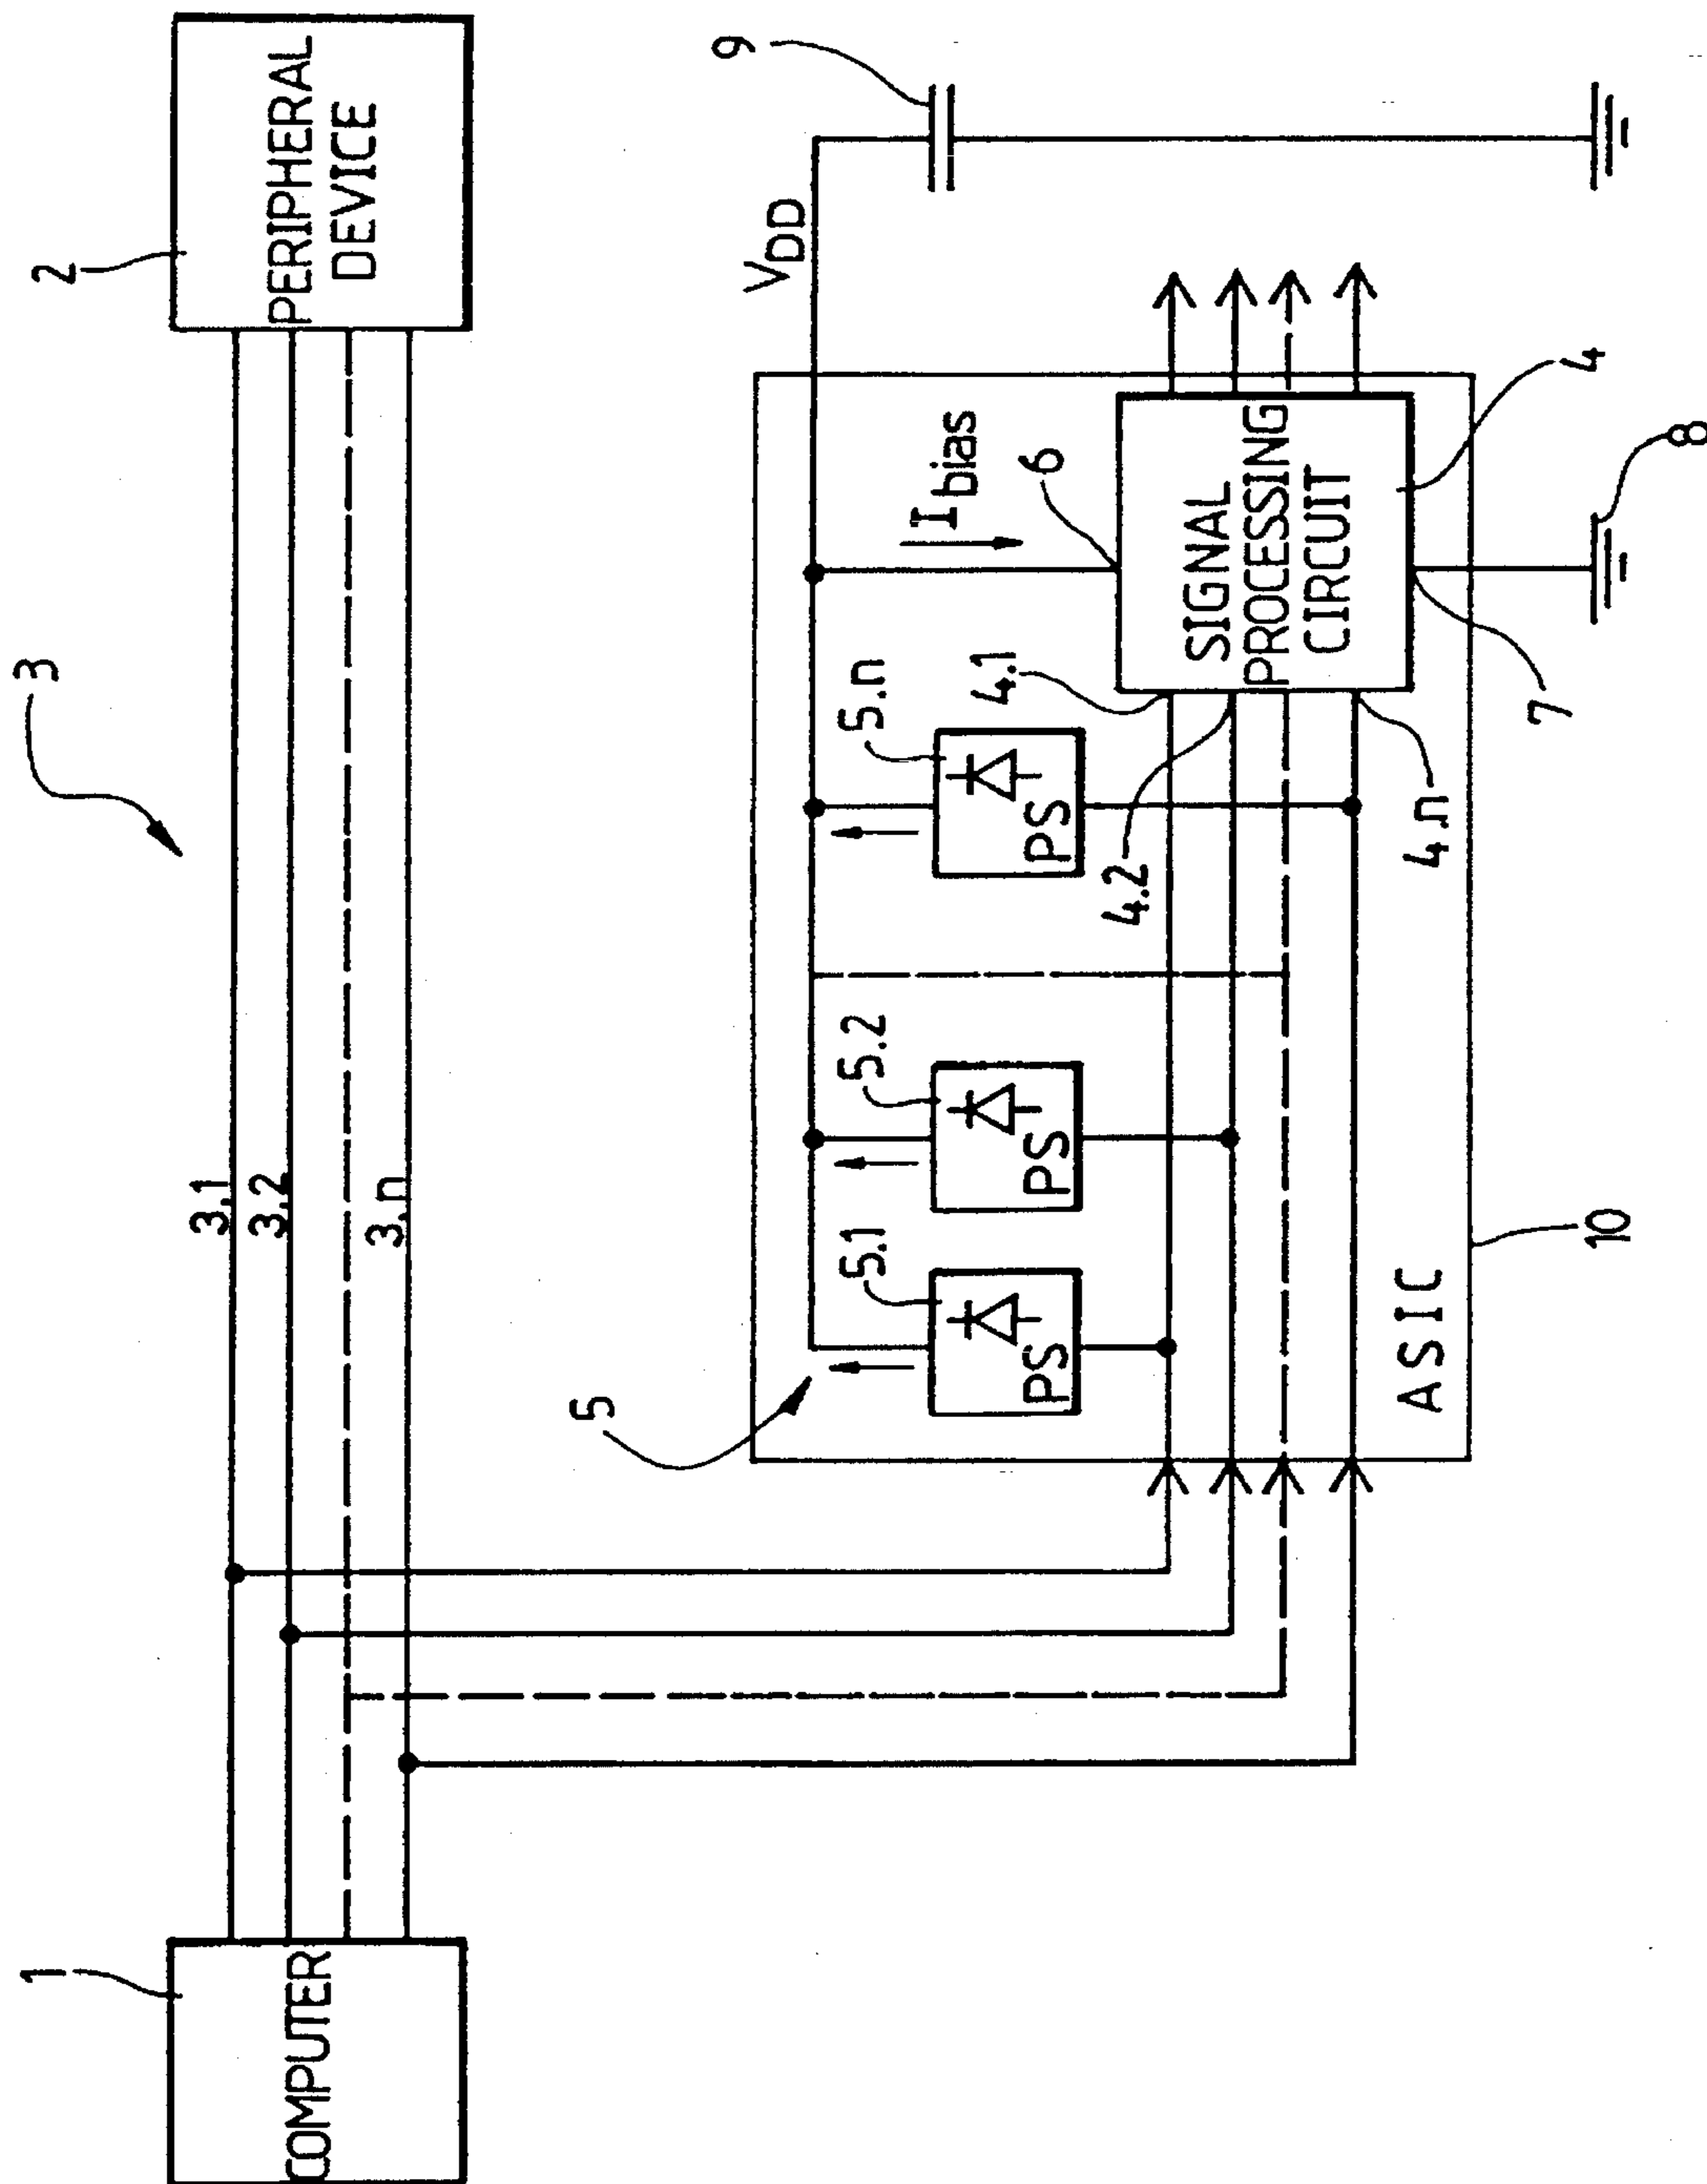 3
1
2
COMPUTER
3.1
3.2
3.n
PERIPHERAL
DEVICE
5
5.1
5.2
5.n
9
VDD
PS
PS
PS
Ibias
6
4.1
4.2
4.n
SIGNAL
PROCESSING
CIRCUIT
4
7
8
ASIC
10